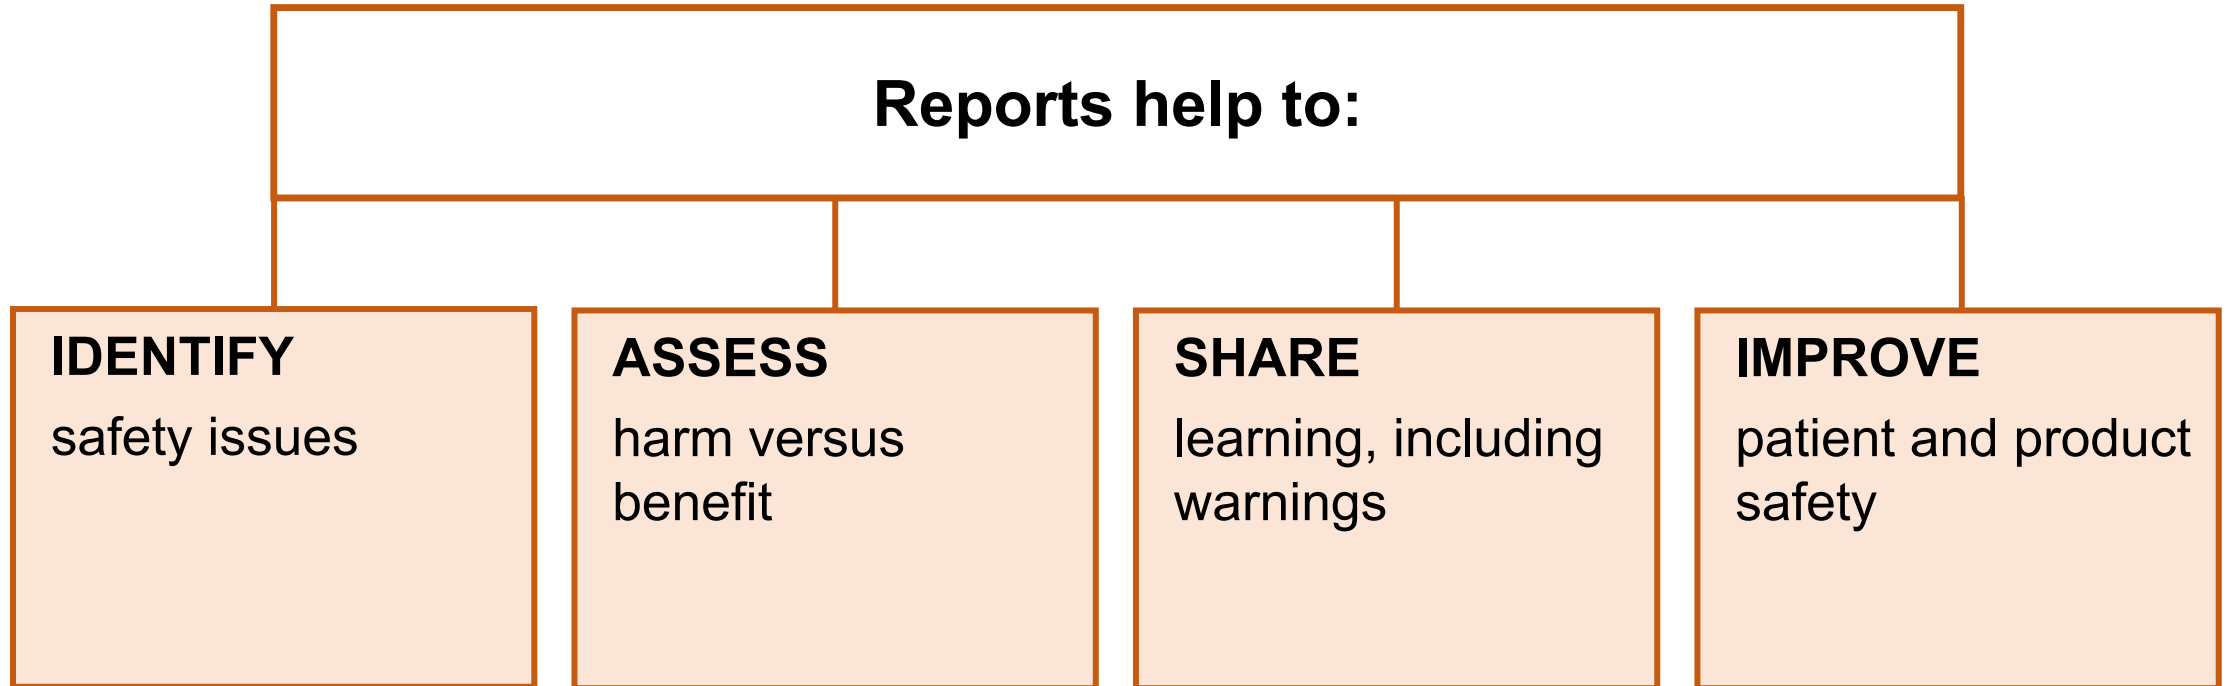 Reports help to:
IDENTIFY
safety issues
ASSESS
harm versus
benefit
SHARE
learning, including
warnings
IMPROVE
patient and product
safety